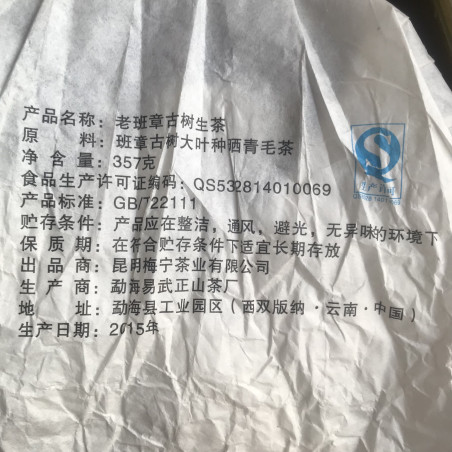 产品名称：老班章古树生茶
原 料：班章古树大叶种洒青毛茶
净 含 量：357克
食品生产许可证编码：QS532814010069
产品标准：GB/T22111
贮存条件：产品应在整洁，通风，避光，无异味的环境下
保 质 期：在符合贮存条件下适宜长期存放
出 品 商：昆明梅宁茶业有限公司
生 产 商：勐海易武正山茶厂
地 址：勐海县工业园区（西双版纳·云南·中国）
生产日期：2015年